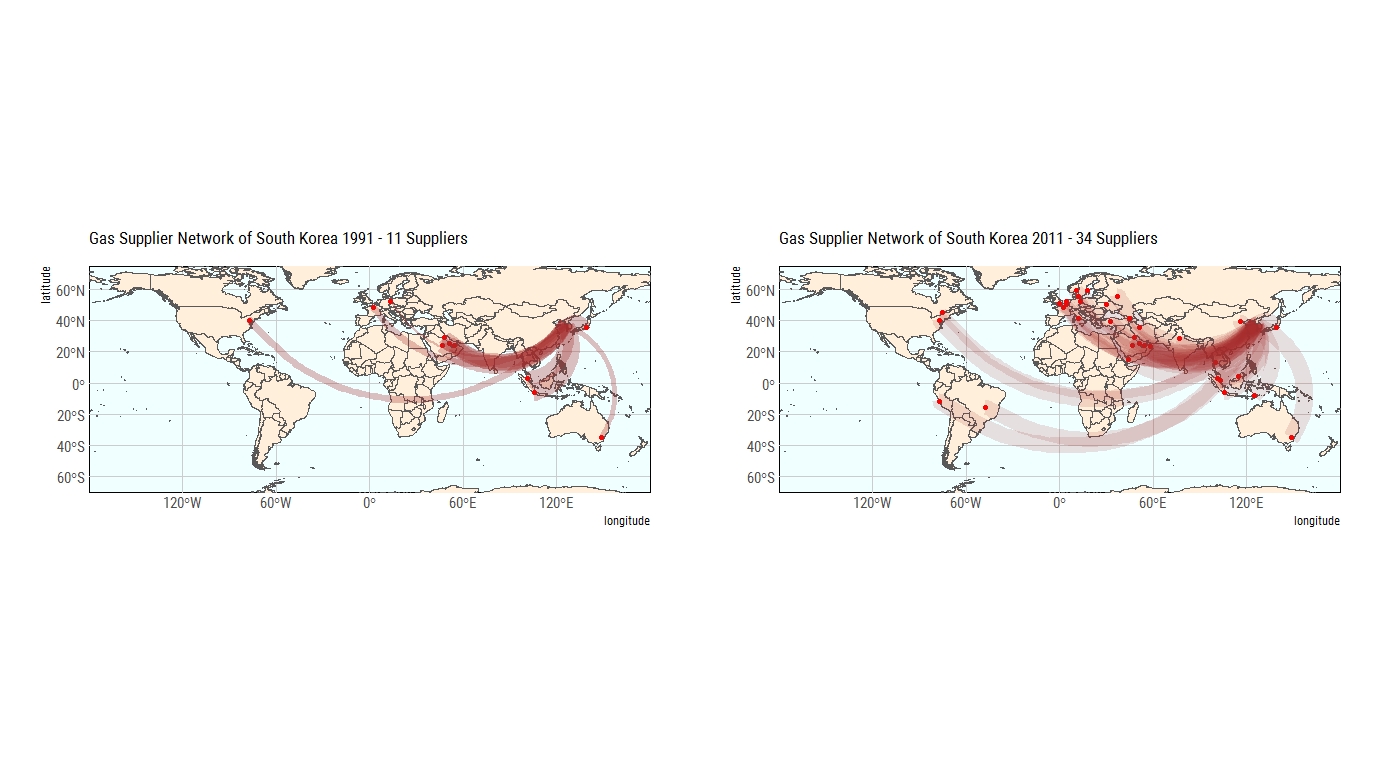 Gas Supplier Network of South Korea 1991 - 11 Suppliers
latitude
60°N
40°N
20°N
0°
20°S
40°S
60°S
120°W
60°W
0°
60°E
120°E
longitude
Gas Supplier Network of South Korea 2011 - 34 Suppliers
latitude
60°N
40°N
20°N
0°
20°S
40°S
60°S
120°W
60°W
0°
60°E
120°E
longitude